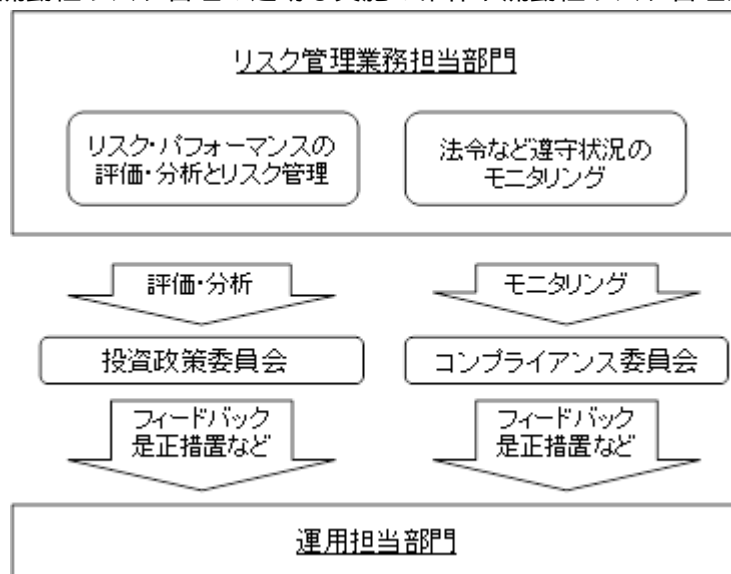 リスク管理業務担当部門
リスク・パフォーマンスの
評価・分析とリスク管理
法令など遵守状況の
モニタリング
評価・分析
モニタリング
投資政策委員会
コンプライアンス委員会
フィードバック
是正措置など
フィードバック
是正措置など
運用担当部門